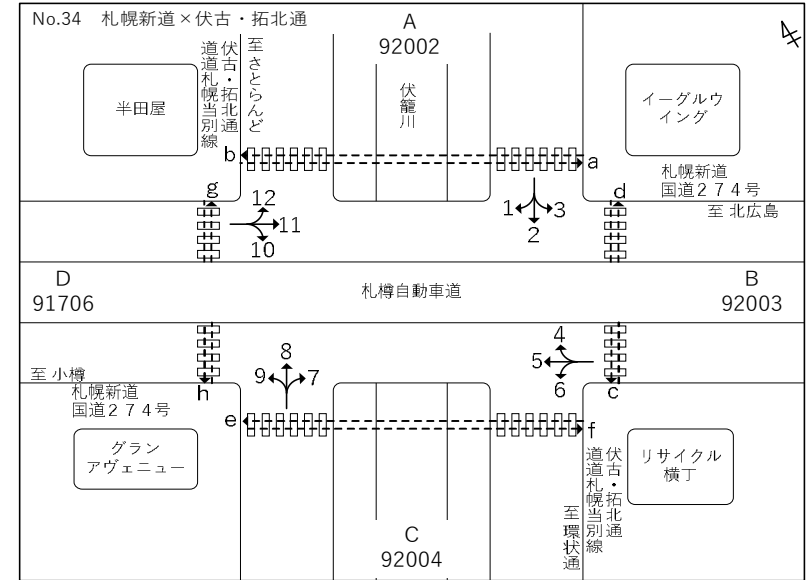 No.34 札幌新道×伏古・拓北通
A
92002
伏古・拓北通
道道札幌当別線
至 さとらんど
伏籠川
半田屋
イーグルウ
イング
b
a
札幌新道
国道274号
至 北広島
g
d
12
11
10
1
2
3
D
91706
札樽自動車道
B
92003
4
5
6
8
9
7
至 小樽
札幌新道
国道274号
h
c
e
f
グラン
アヴェニュー
リサイクル
横丁
伏古・拓北通
道道札幌当別線
至 環状通
C
92004